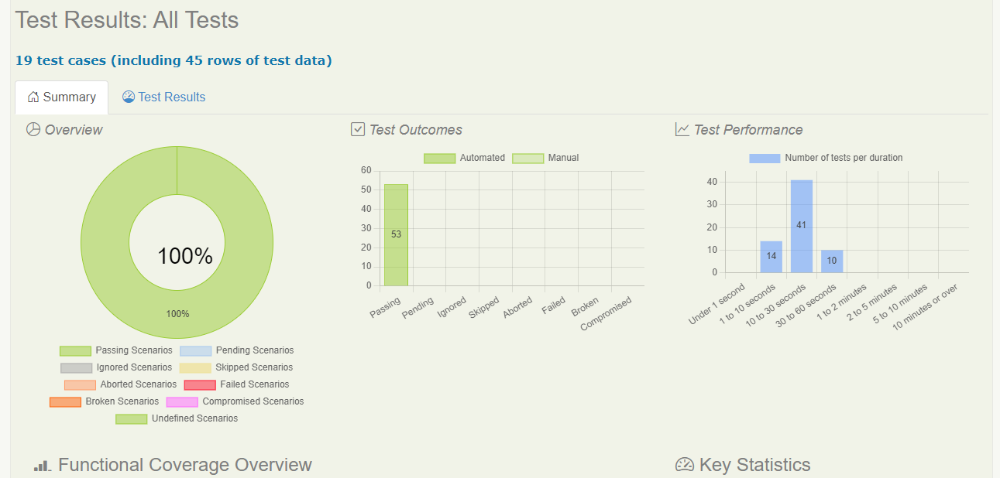 Test Results: All Tests
19 test cases (including 45 rows of test data)
Summary
Test Results
Overview
100%
100%
Passing Scenarios
Pending Scenarios
Ignored Scenarios
Skipped Scenarios
Aborted Scenarios
Failed Scenarios
Broken Scenarios
Compromised Scenarios
Undefined Scenarios
Test Outcomes
Automated
Manual
60
50
40
30
20
10
0
53
Passing
Pending
Ignored
Skipped
Aborted
Failed
Broken
Compromised
Test Performance
Number of tests per duration
40
30
20
10
0
14
41
10
Under 1 second
1 to 10 seconds
10 to 30 seconds
30 to 60 seconds
1 to 2 minutes
2 to 5 minutes
5 to 10 minutes
10 minutes or over
Functional Coverage Overview
Key Statistics